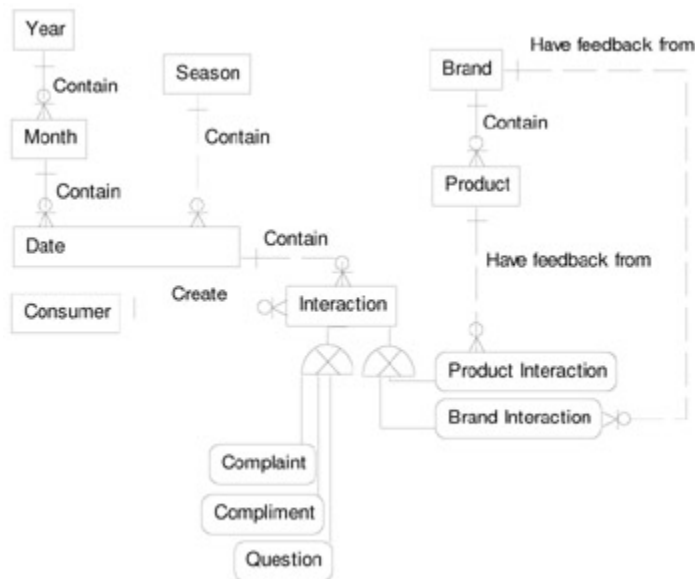 Year
Have feedback from
Season
Brand
Contain
Contain
Contain
Month
Contain
Product
Date
Contain
Have feedback from
Consumer
Create
Interaction
Product Interaction
Brand Interaction
Complaint
Compliment
Question